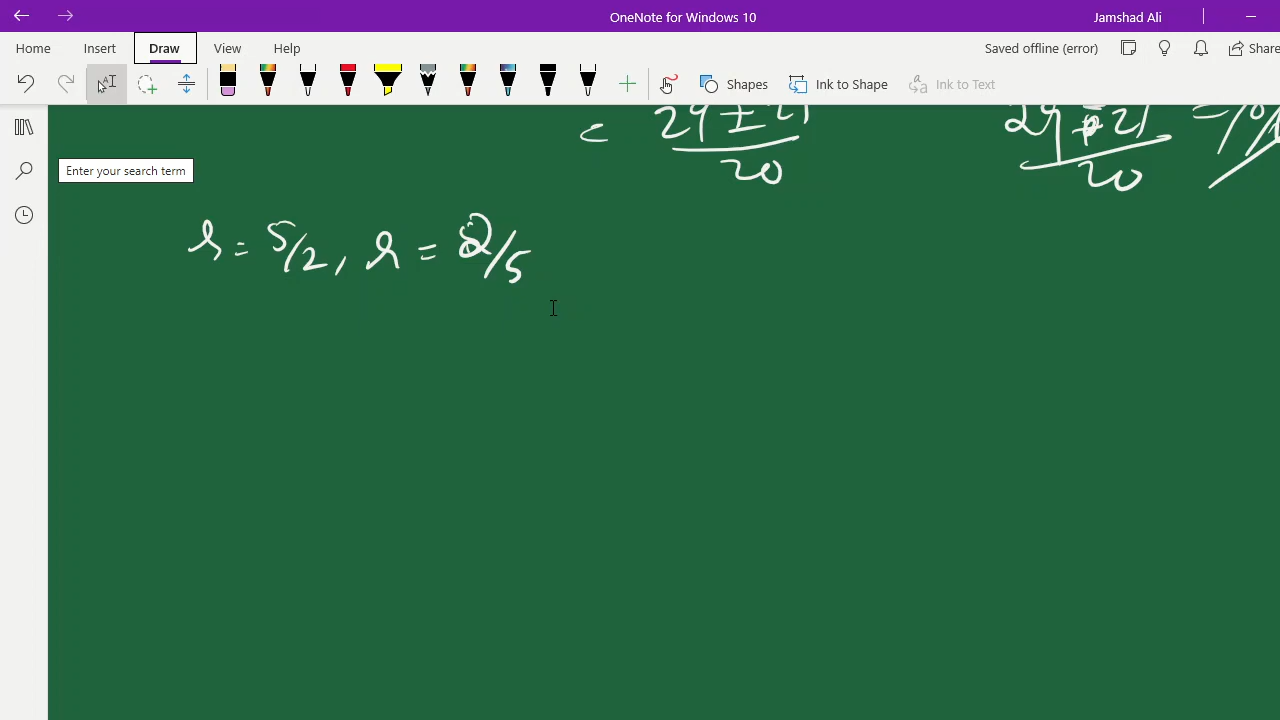 OneNote for Windows 10 Jamshad Ali
Home Insert Draw View Help Saved offline (error) Share
Shapes Ink to Shape Ink to Text
Enter your search term
= 29 ± 21 / 20 29 - 21 / 20 =
r = 5/2 , r = 2/5